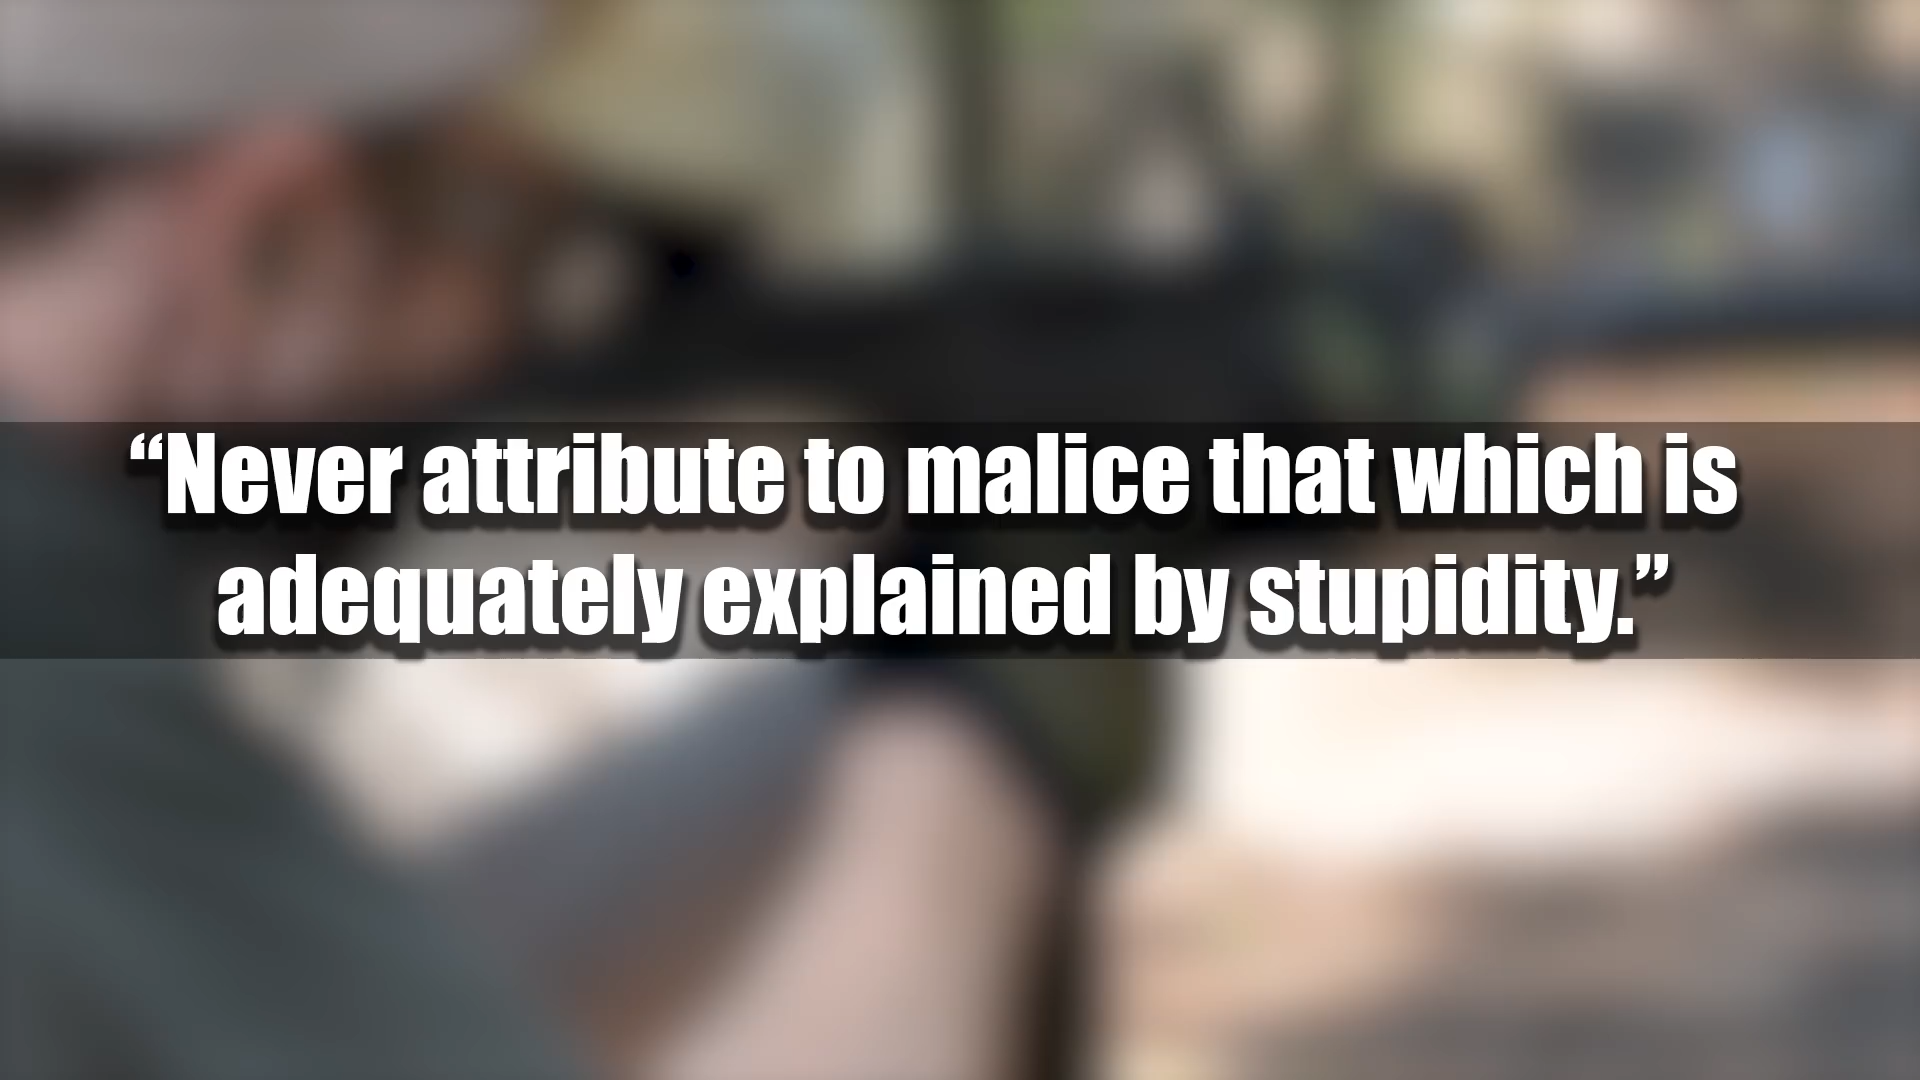 “Never attribute to malice that which is
adequately explained by stupidity.”